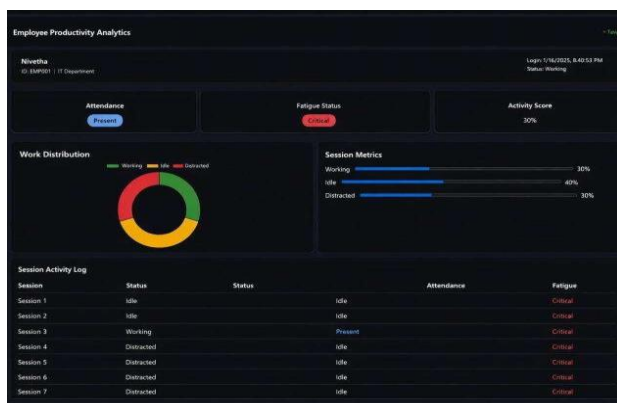 Employee Productivity Analytics
Nivetha
ID: EMP001 | IT Department
Login: 1/16/2025, 8:40:53 PM
Status: Working
Attendance
Present
Fatigue Status
Critical
Activity Score
30%
Work Distribution
Working Idle Distracted
Session Metrics
Working 30%
Idle 40%
Distracted 30%
Session Activity Log
Session Status Status Attendance Fatigue
Session 1 Idle Idle Critical
Session 2 Idle Idle Critical
Session 3 Working Present Critical
Session 4 Distracted Idle Critical
Session 5 Distracted Idle Critical
Session 6 Distracted Idle Critical
Session 7 Distracted Idle Critical